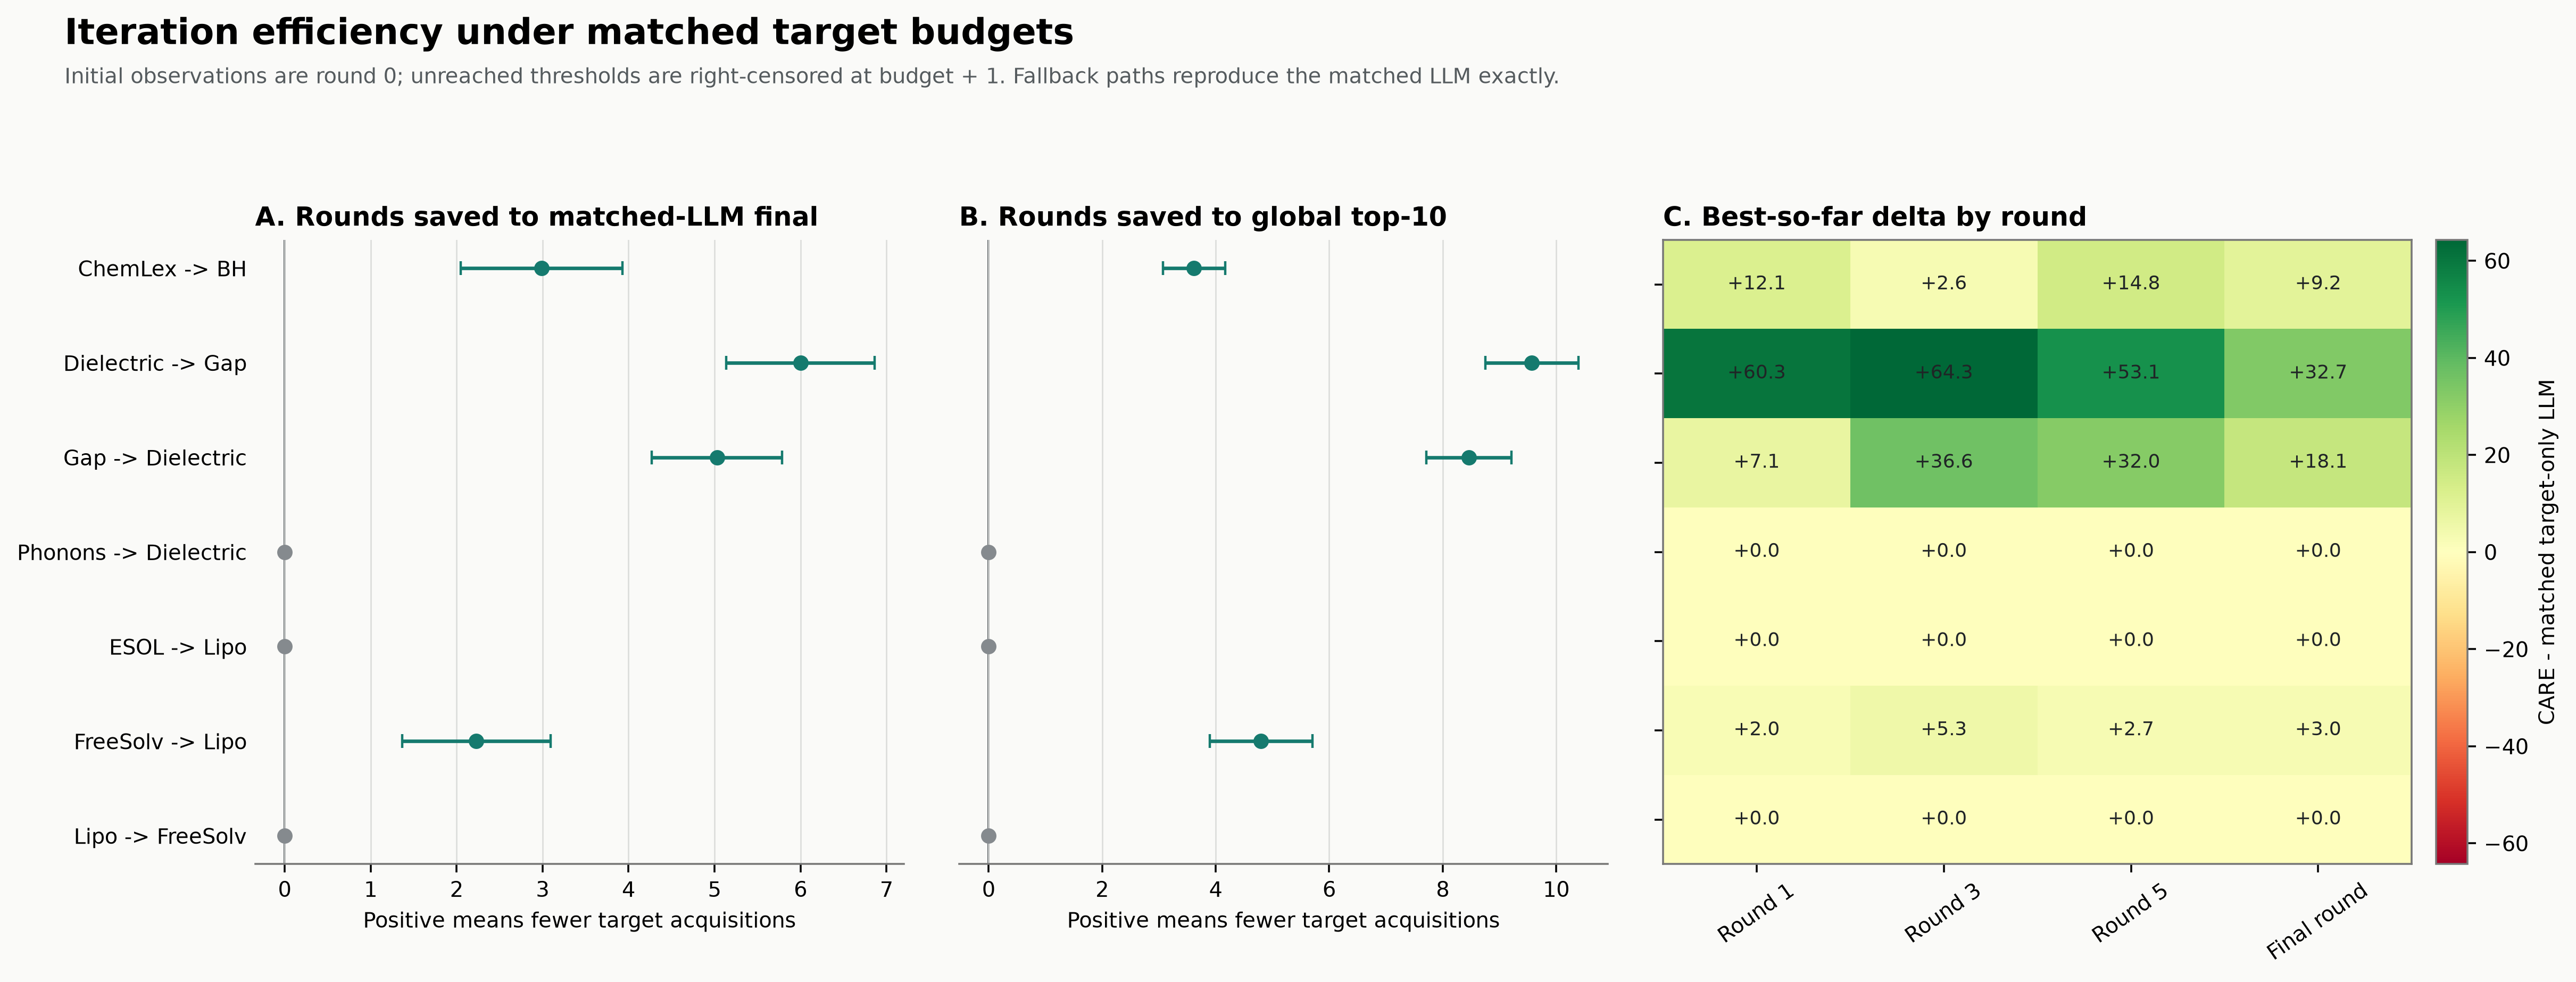 Iteration efficiency under matched target budgets
Initial observations are round 0; unreached thresholds are right-censored at budget + 1. Fallback paths reproduce the matched LLM exactly.
A. Rounds saved to matched-LLM final
ChemLex -> BH
Dielectric -> Gap
Gap -> Dielectric
Phonons -> Dielectric
ESOL -> Lipo
FreeSolv -> Lipo
Lipo -> FreeSolv
0 1 2 3 4 5 6 7
Positive means fewer target acquisitions
B. Rounds saved to global top-10
0 2 4 6 8 10
Positive means fewer target acquisitions
C. Best-so-far delta by round
+12.1 +2.6 +14.8 +9.2
+60.3 +64.3 +53.1 +32.7
+7.1 +36.6 +32.0 +18.1
+0.0 +0.0 +0.0 +0.0
+0.0 +0.0 +0.0 +0.0
+2.0 +5.3 +2.7 +3.0
+0.0 +0.0 +0.0 +0.0
Round 1 Round 3 Round 5 Final round
60
40
20
0
−20
−40
−60
CARE - matched target-only LLM